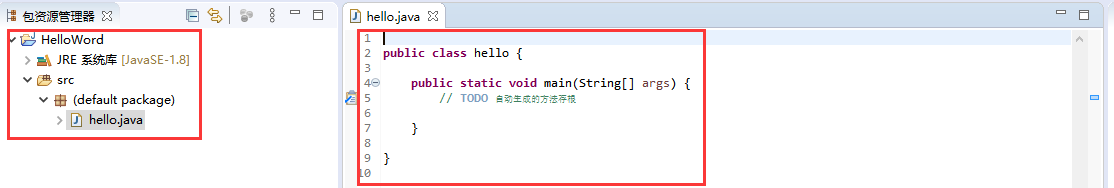 包资源管理器
HelloWord
JRE 系统库 [JavaSE-1.8]
src
(default package)
hello.java
hello.java
1
2 public class hello {
3
4 public static void main(String[] args) {
5 // TODO 自动生成的方法存根
6
7 }
8
9 }
10